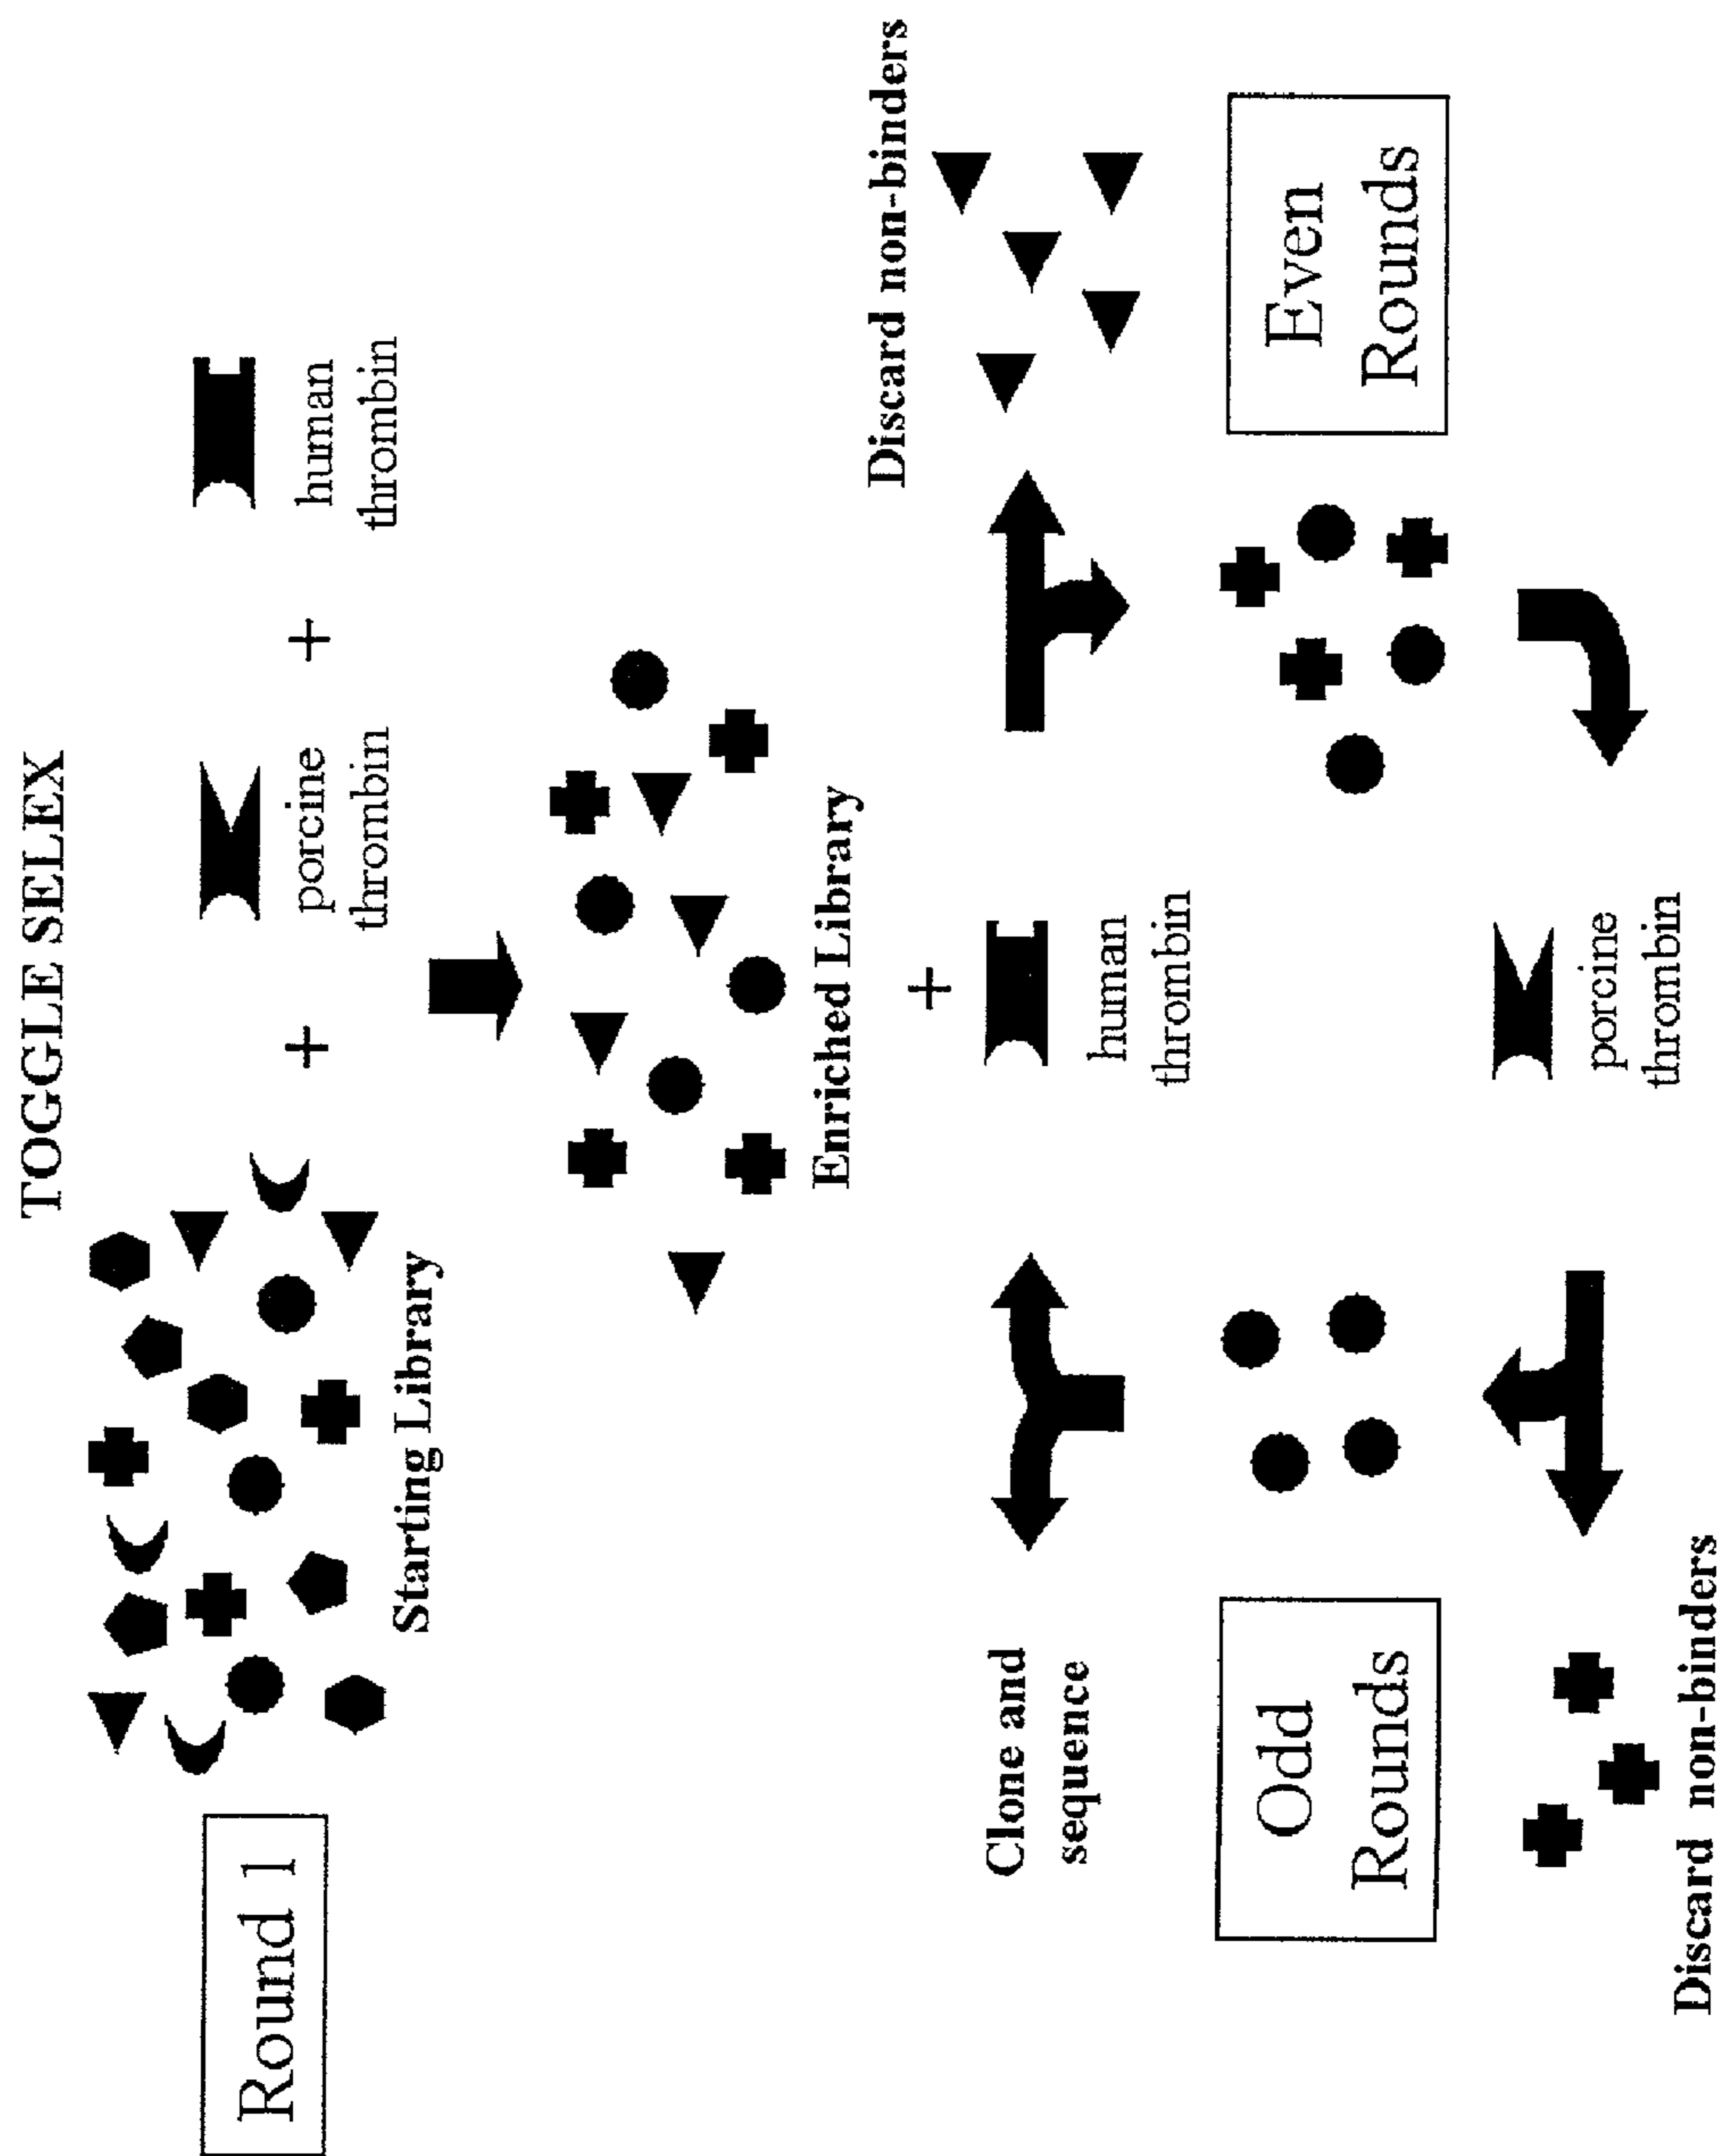 TOGGLE SELEX
Round 1
Starting Library
+
porcine
thrombin
+
human
thrombin
Enriched Library
+
human
thrombin
Discard non-binders
Even
Rounds
porcine
thrombin
Clone and
sequence
Odd
Rounds
Discard non-binders